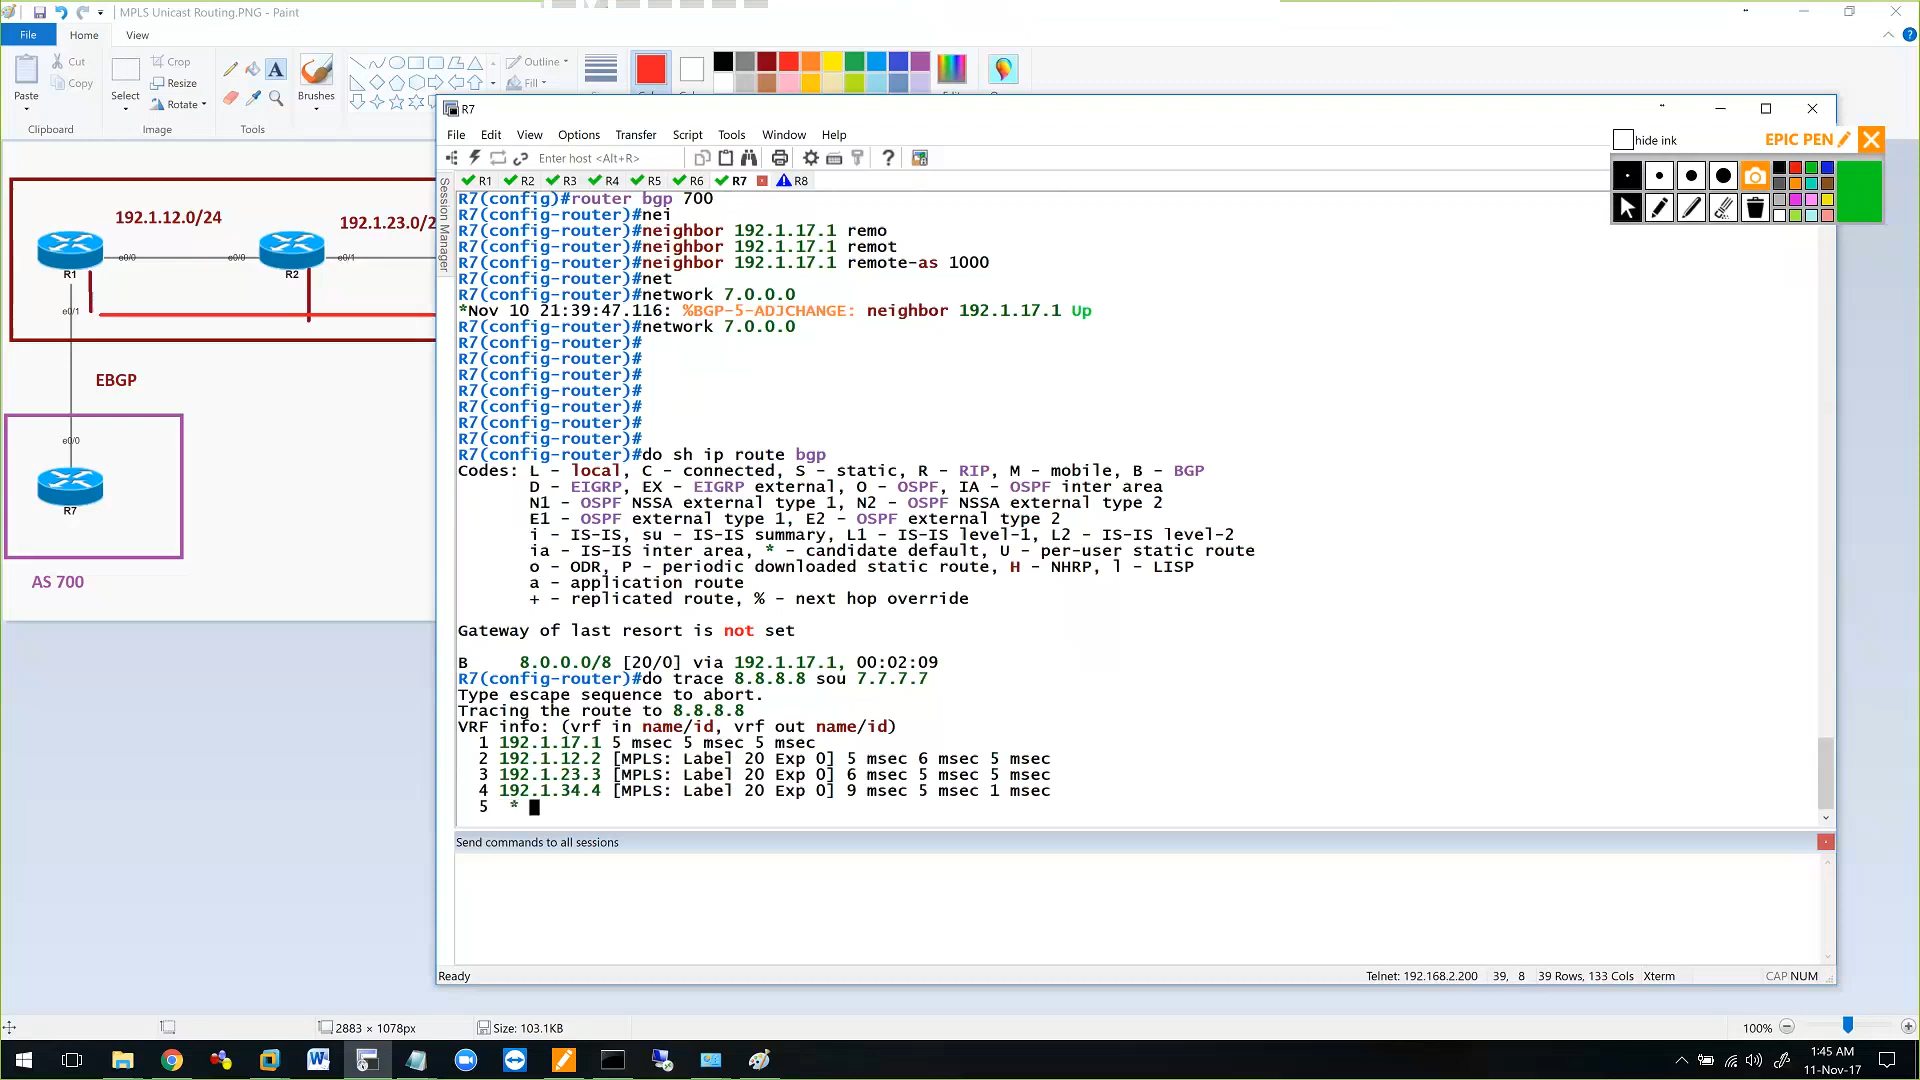 MPLS Unicast Routing.PNG - Paint
File
Home
View
Paste
Cut
Copy
Clipboard
Select
Crop
Resize
Rotate
Image
Tools
Brushes
Outline
Fill
192.1.12.0/24
192.1.23.0/2
e0/0
e0/0
e0/1
R1
R2
e0/1
EBGP
e0/0
R7
AS 700
R7
File Edit View Options Transfer Script Tools Window Help
Enter host <Alt+R>
Session Manager
R1 R2 R3 R4 R5 R6 R7 R8
hide ink
EPIC PEN
R7(config)#router bgp 700
R7(config-router)#nei
R7(config-router)#neighbor 192.1.17.1 remo
R7(config-router)#neighbor 192.1.17.1 remot
R7(config-router)#neighbor 192.1.17.1 remote-as 1000
R7(config-router)#net
R7(config-router)#network 7.0.0.0
*Nov 10 21:39:47.116: %BGP-5-ADJCHANGE: neighbor 192.1.17.1 Up
R7(config-router)#network 7.0.0.0
R7(config-router)#
R7(config-router)#
R7(config-router)#
R7(config-router)#
R7(config-router)#
R7(config-router)#
R7(config-router)#
R7(config-router)#do sh ip route bgp
Codes: L - local, C - connected, S - static, R - RIP, M - mobile, B - BGP
D - EIGRP, EX - EIGRP external, O - OSPF, IA - OSPF inter area
N1 - OSPF NSSA external type 1, N2 - OSPF NSSA external type 2
E1 - OSPF external type 1, E2 - OSPF external type 2
i - IS-IS, su - IS-IS summary, L1 - IS-IS level-1, L2 - IS-IS level-2
ia - IS-IS inter area, * - candidate default, U - per-user static route
o - ODR, P - periodic downloaded static route, H - NHRP, l - LISP
a - application route
+ - replicated route, % - next hop override
Gateway of last resort is not set
B 8.0.0.0/8 [20/0] via 192.1.17.1, 00:02:09
R7(config-router)#do trace 8.8.8.8 sou 7.7.7.7
Type escape sequence to abort.
Tracing the route to 8.8.8.8
VRF info: (vrf in name/id, vrf out name/id)
1 192.1.17.1 5 msec 5 msec 5 msec
2 192.1.12.2 [MPLS: Label 20 Exp 0] 5 msec 6 msec 5 msec
3 192.1.23.3 [MPLS: Label 20 Exp 0] 6 msec 5 msec 5 msec
4 192.1.34.4 [MPLS: Label 20 Exp 0] 9 msec 5 msec 1 msec
5 *
Send commands to all sessions
Ready
Telnet: 192.168.2.200 39, 8 39 Rows, 133 Cols Xterm CAP NUM
2883 × 1078px
Size: 103.1KB
100%
1:45 AM
11-Nov-17